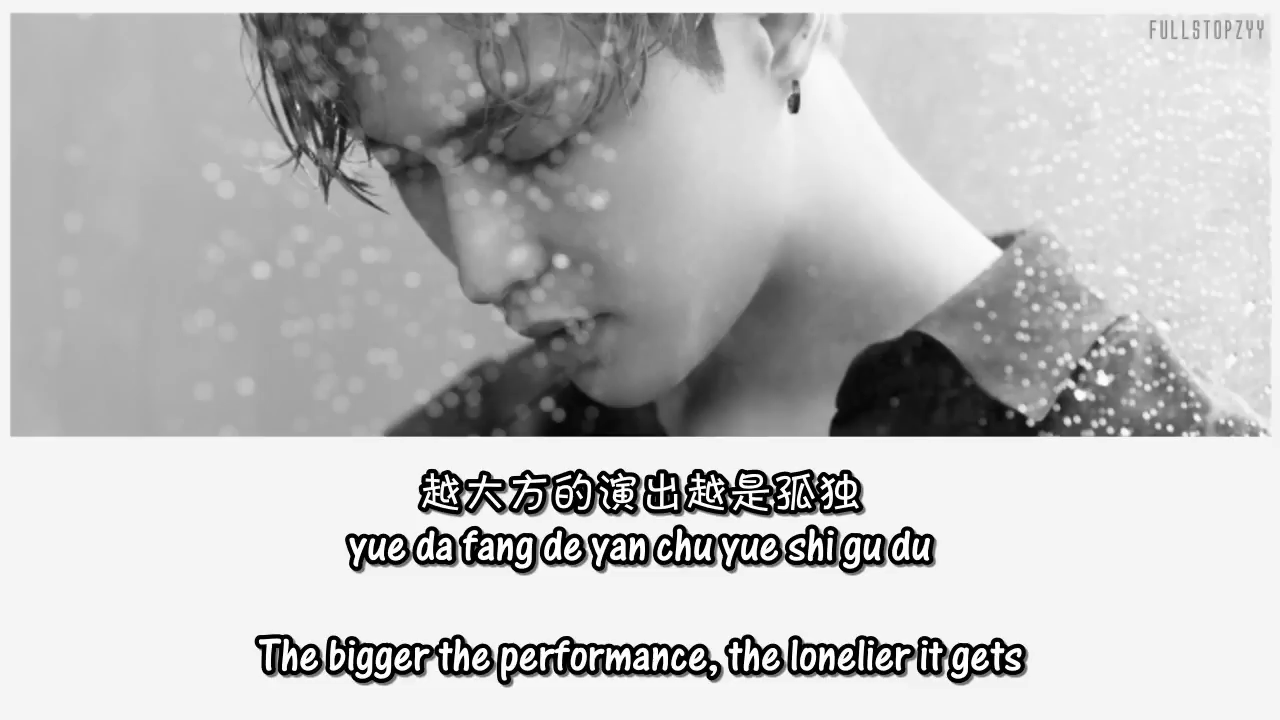 FULLSTOPZYY
越大方的演出越是孤独
yue da fang de yan chu yue shi gu du
The bigger the performance, the lonelier it gets